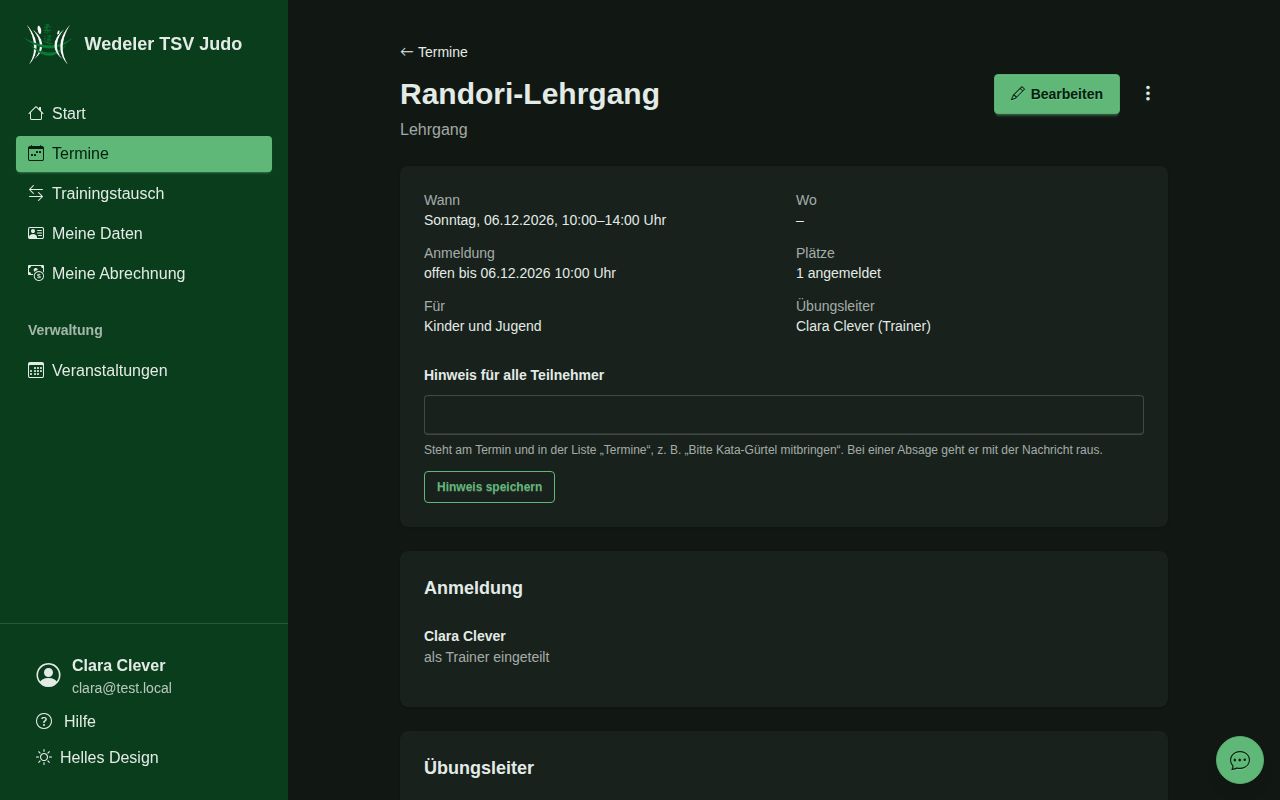 Wedeler TSV Judo
Start
Termine
Trainingstausch
Meine Daten
Meine Abrechnung
Verwaltung
Veranstaltungen
Clara Clever
clara@test.local
Hilfe
Helles Design
← Termine
Randori-Lehrgang
Bearbeiten
Lehrgang
Wann
Sonntag, 06.12.2026, 10:00–14:00 Uhr
Wo
–
Anmeldung
offen bis 06.12.2026 10:00 Uhr
Plätze
1 angemeldet
Für
Kinder und Jugend
Übungsleiter
Clara Clever (Trainer)
Hinweis für alle Teilnehmer
Steht am Termin und in der Liste „Termine“, z. B. „Bitte Kata-Gürtel mitbringen“. Bei einer Absage geht er mit der Nachricht raus.
Hinweis speichern
Anmeldung
Clara Clever
als Trainer eingeteilt
Übungsleiter